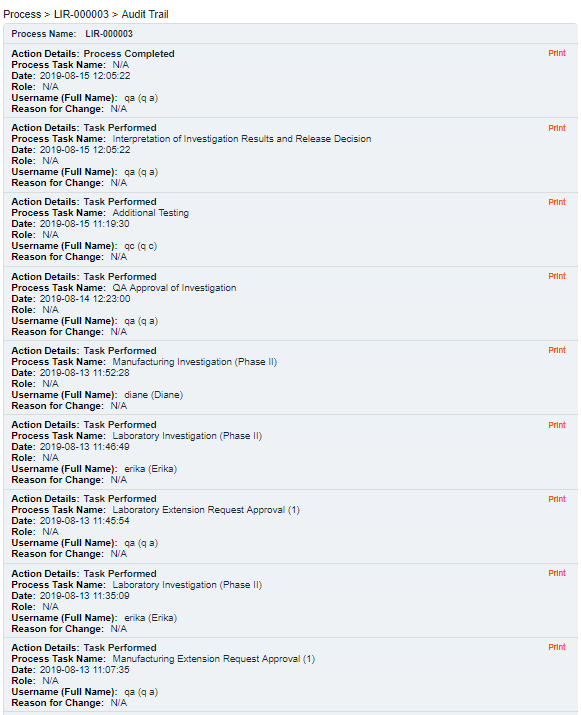 Process > LIR-000003 > Audit Trail
Process Name: LIR-000003
Action Details: Process Completed Print
Process Task Name: N/A
Date: 2019-08-15 12:05:22
Role: N/A
Username (Full Name): qa (q a)
Reason for Change: N/A
Action Details: Task Performed Print
Process Task Name: Interpretation of Investigation Results and Release Decision
Date: 2019-08-15 12:05:22
Role: N/A
Username (Full Name): qa (q a)
Reason for Change: N/A
Action Details: Task Performed Print
Process Task Name: Additional Testing
Date: 2019-08-15 11:19:30
Role: N/A
Username (Full Name): qc (q c)
Reason for Change: N/A
Action Details: Task Performed Print
Process Task Name: QA Approval of Investigation
Date: 2019-08-14 12:23:00
Role: N/A
Username (Full Name): qa (q a)
Reason for Change: N/A
Action Details: Task Performed Print
Process Task Name: Manufacturing Investigation (Phase II)
Date: 2019-08-13 11:52:28
Role: N/A
Username (Full Name): diane (Diane)
Reason for Change: N/A
Action Details: Task Performed Print
Process Task Name: Laboratory Investigation (Phase II)
Date: 2019-08-13 11:46:49
Role: N/A
Username (Full Name): erika (Erika)
Reason for Change: N/A
Action Details: Task Performed Print
Process Task Name: Laboratory Extension Request Approval (1)
Date: 2019-08-13 11:45:54
Role: N/A
Username (Full Name): qa (q a)
Reason for Change: N/A
Action Details: Task Performed Print
Process Task Name: Laboratory Investigation (Phase II)
Date: 2019-08-13 11:35:09
Role: N/A
Username (Full Name): erika (Erika)
Reason for Change: N/A
Action Details: Task Performed Print
Process Task Name: Manufacturing Extension Request Approval (1)
Date: 2019-08-13 11:07:35
Role: N/A
Username (Full Name): qa (q a)
Reason for Change: N/A